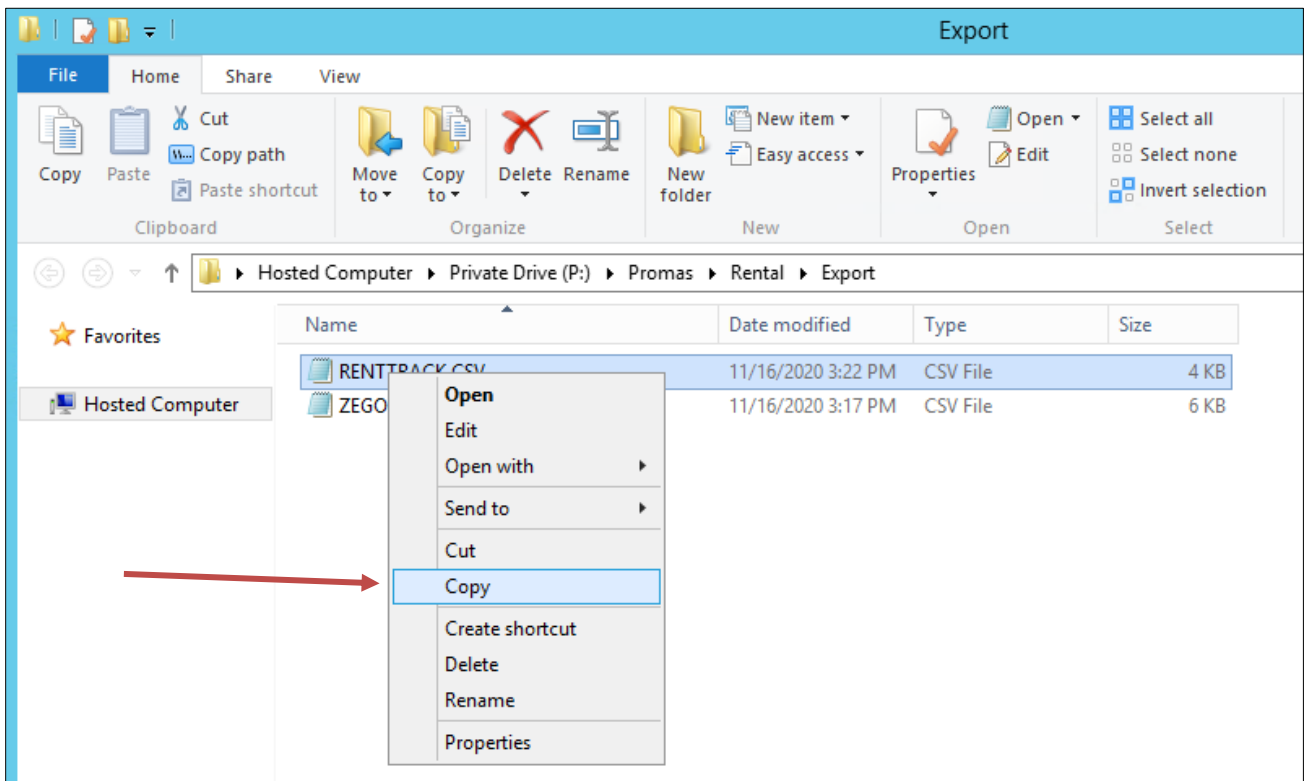 Export
File Home Share View
Copy
Paste
Cut
W... Copy path
Paste shortcut
Move to
Copy to
Delete
Rename
New folder
New item
Easy access
Properties
Open
Edit
Select all
Select none
Invert selection
Clipboard Organize New Open Select
Hosted Computer Private Drive (P:) Promas Rental Export
Favorites
Hosted Computer
Name Date modified Type Size
RENTTRACK.CSV 11/16/2020 3:22 PM CSV File 4 KB
ZEGO 11/16/2020 3:17 PM CSV File 6 KB
Open
Edit
Open with
Send to
Cut
Copy
Create shortcut
Delete
Rename
Properties